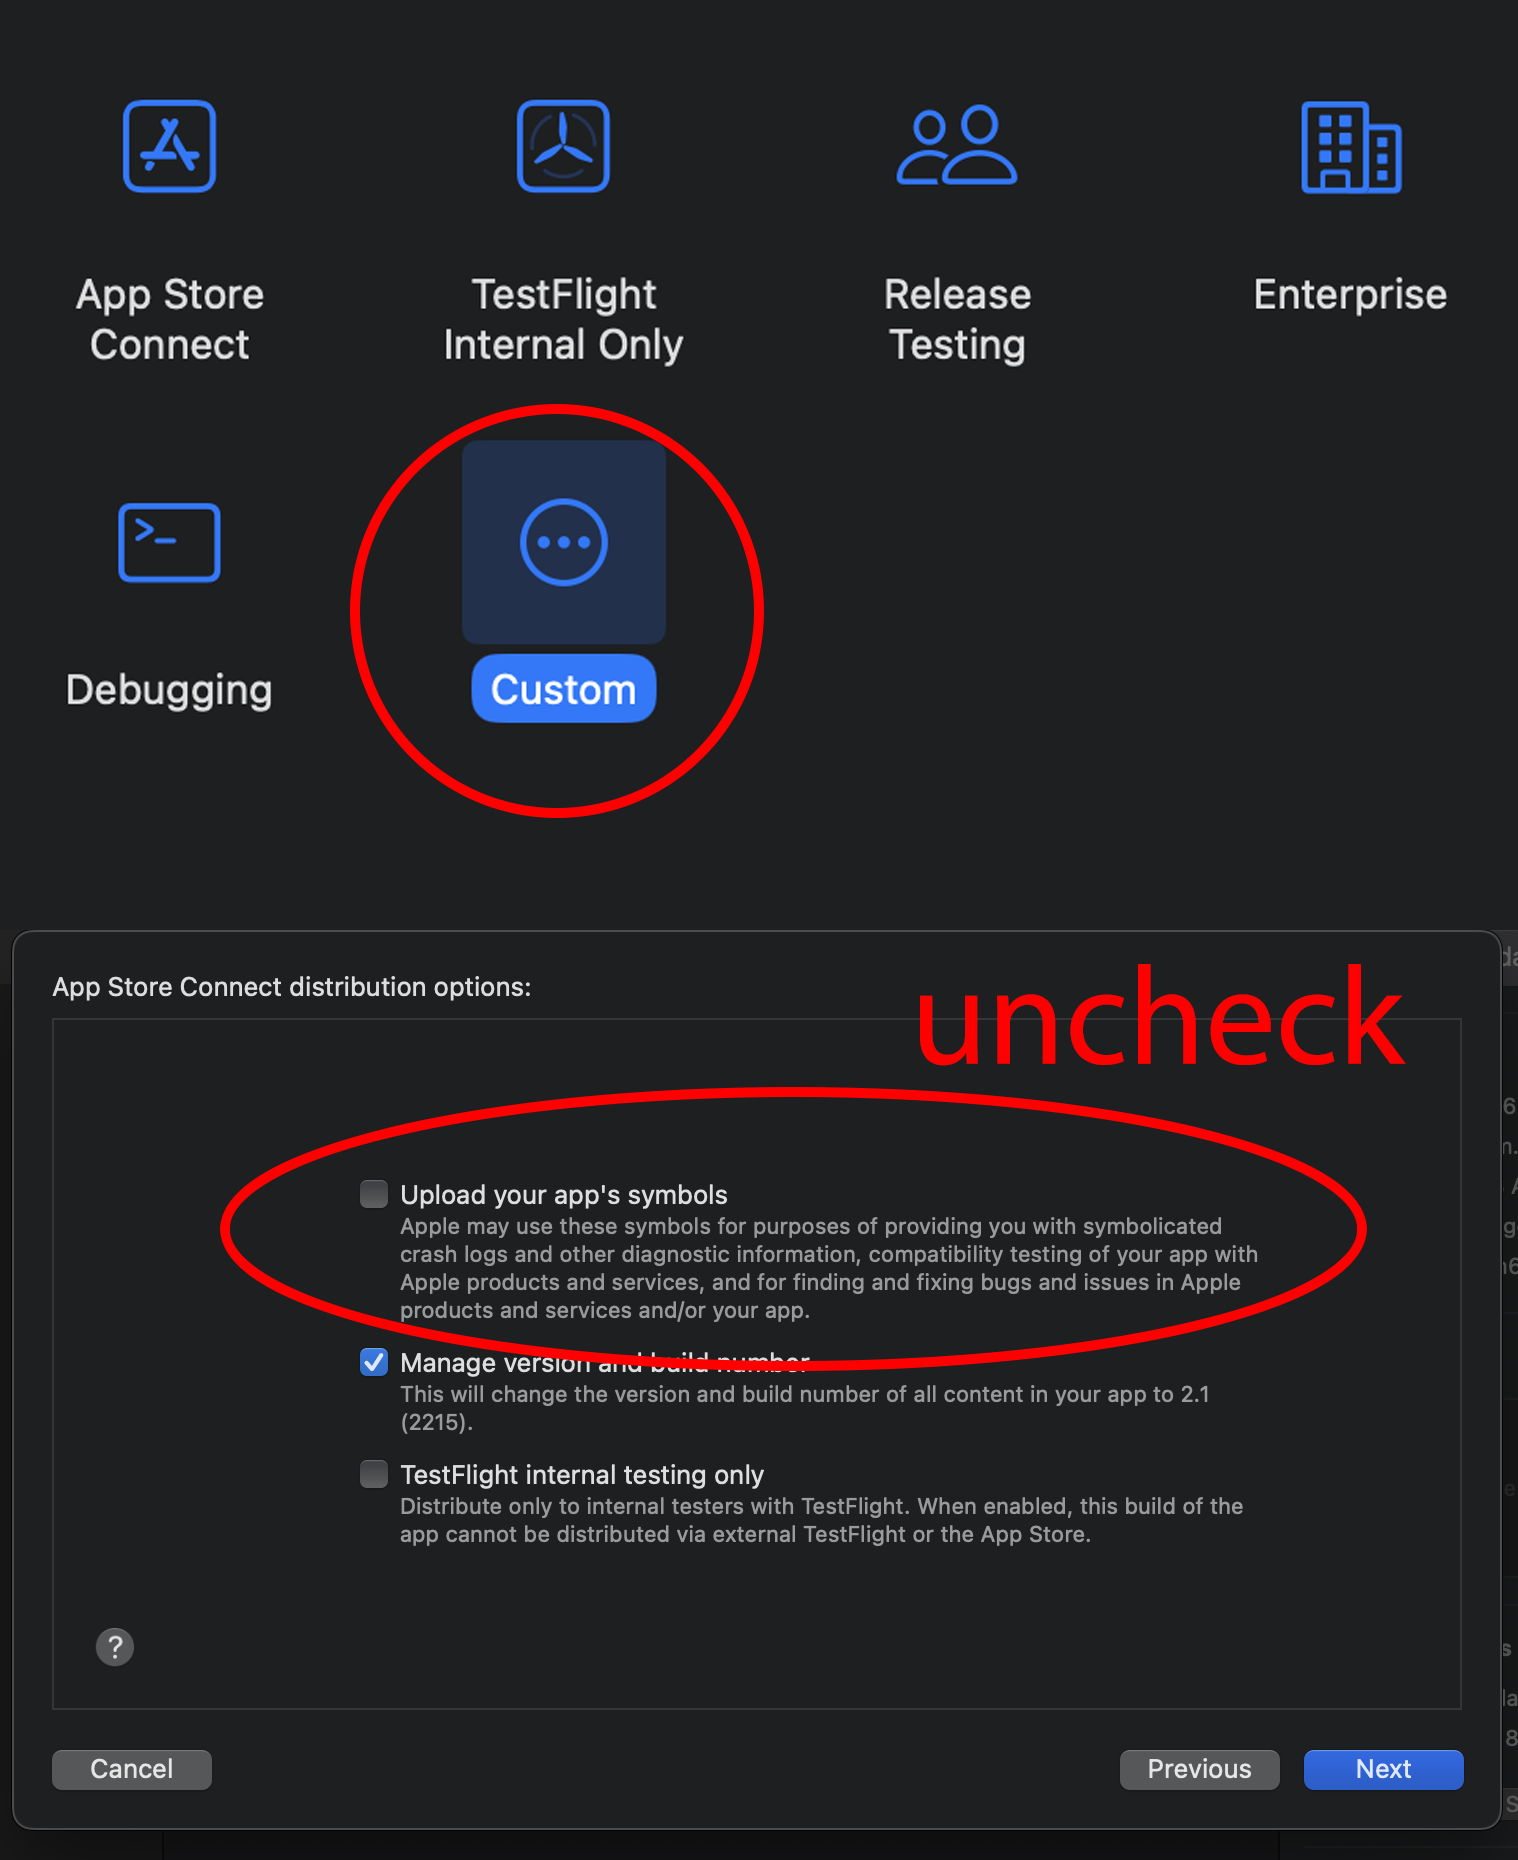 App Store
Connect
TestFlight
Internal Only
Release
Testing
Enterprise
>_
Debugging
Custom
App Store Connect distribution options:
uncheck
Upload your app's symbols
Apple may use these symbols for purposes of providing you with symbolicated
crash logs and other diagnostic information, compatibility testing of your app with
Apple products and services, and for finding and fixing bugs and issues in Apple
products and services and/or your app.
Manage version and build number
This will change the version and build number of all content in your app to 2.1
(2215).
TestFlight internal testing only
Distribute only to internal testers with TestFlight. When enabled, this build of the
app cannot be distributed via external TestFlight or the App Store.
?
Cancel
Previous
Next